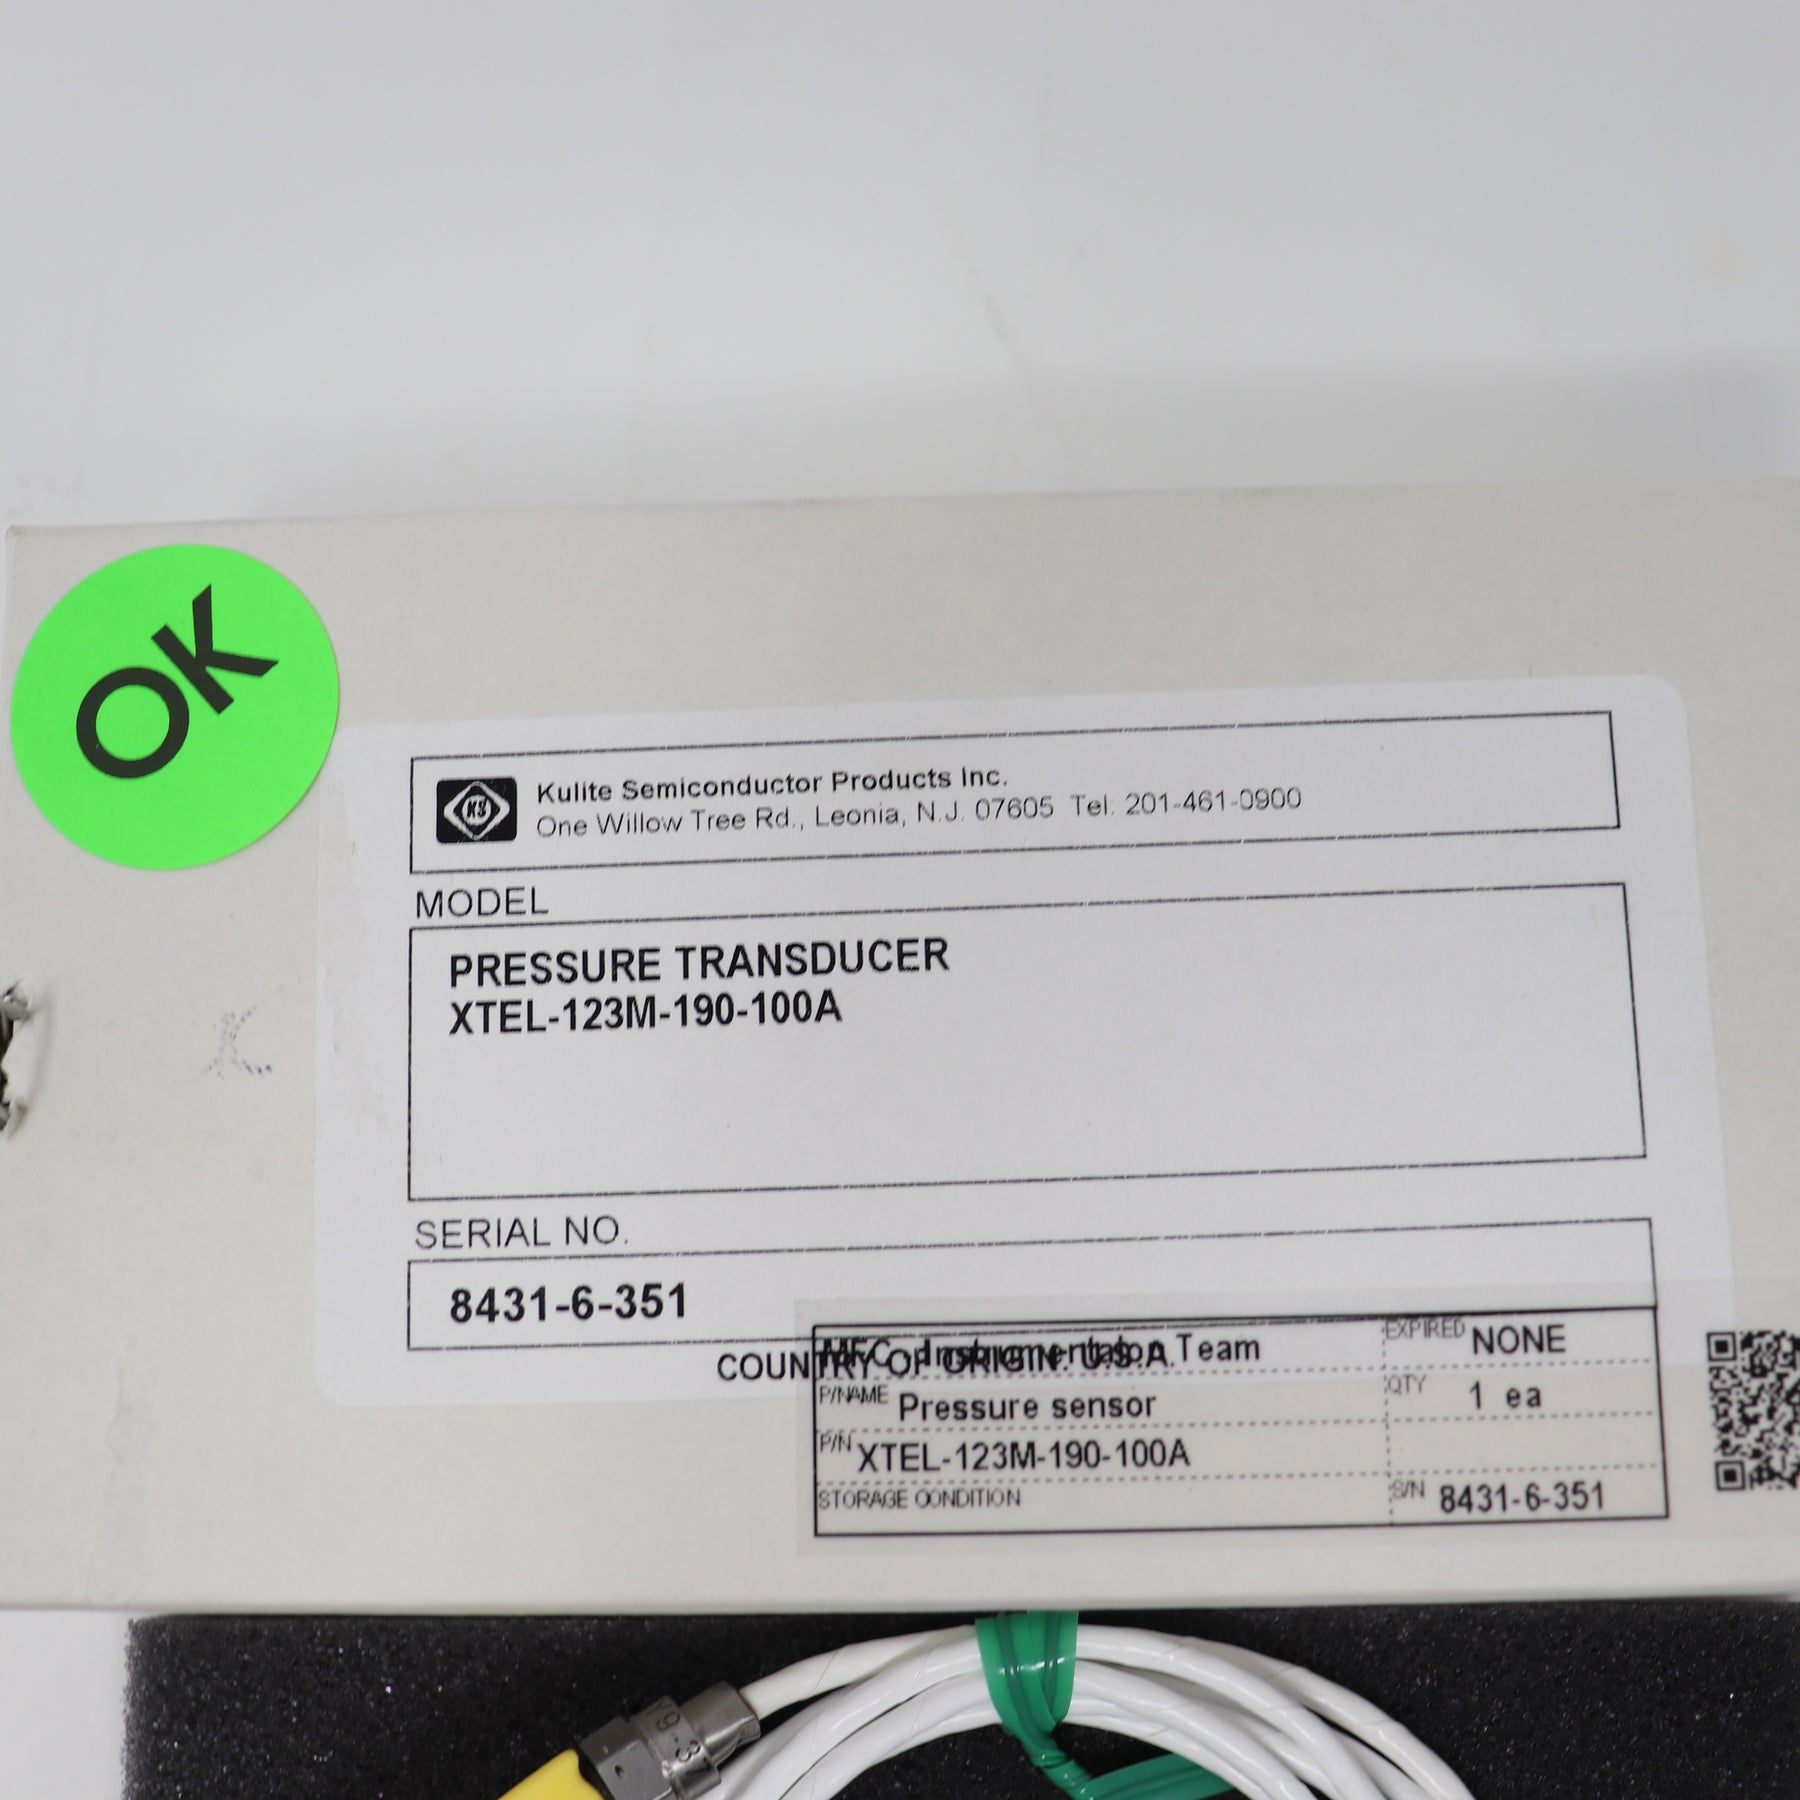 OK
KS
Kulite Semiconductor Products Inc.
One Willow Tree Rd., Leonia, N.J. 07605 Tel. 201-461-0900
MODEL
PRESSURE TRANSDUCER
XTEL-123M-190-100A
SERIAL NO.
8431-6-351
COUNTRY OF ORIGIN: U.S.A.
Team
EXPIRED NONE
P/NAME Pressure sensor
QTY 1 ea
P/N XTEL-123M-190-100A
STORAGE CONDITION
S/N 8431-6-351